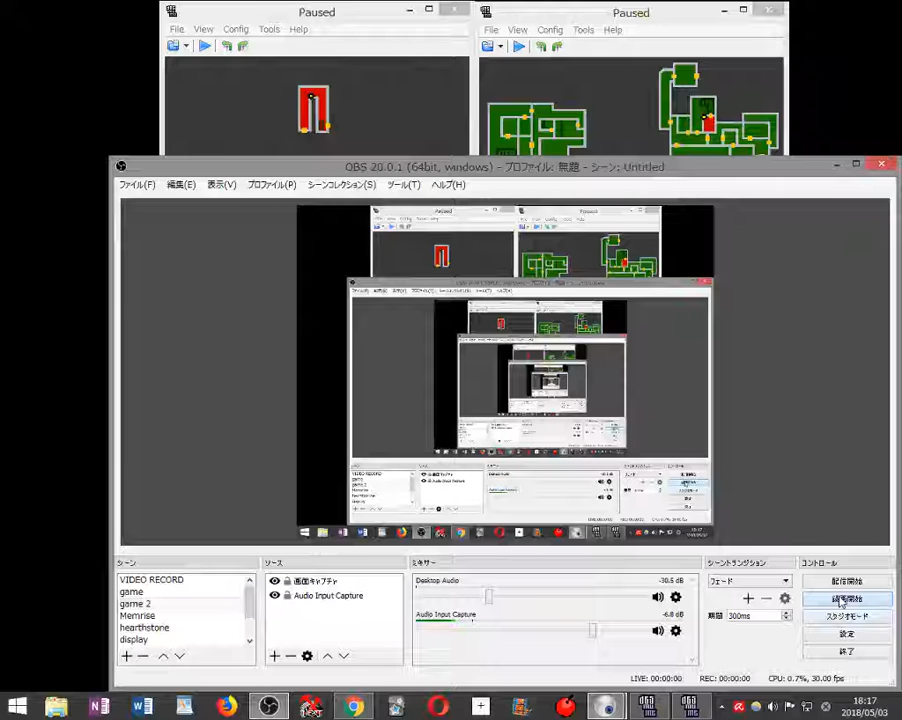 Paused
Paused
File View Config Tools Help
File View Config Tools Help
OBS 20.0.1 (64bit, windows) - プロファイル: 無題 - シーン: Untitled
ファイル(F) 編集(E) 表示(V) プロファイル(P) シーンコレクション(S) ツール(T) ヘルプ(H)
Paused
Paused
シーン
ソース
ミキサー
シーントランジション
コントロール
VIDEO RECORD
game
game 2
Memrise
hearthstone
display
画面キャプチャ
Audio Input Capture
Desktop Audio -30.5 dB
Audio Input Capture -6.8 dB
フェード
期間 300ms
配信開始
録画開始
スタジオモード
設定
終了
LIVE: 00:00:00 REC: 00:00:00 CPU: 0.7%, 30.00 fps
18:17
2018/05/03